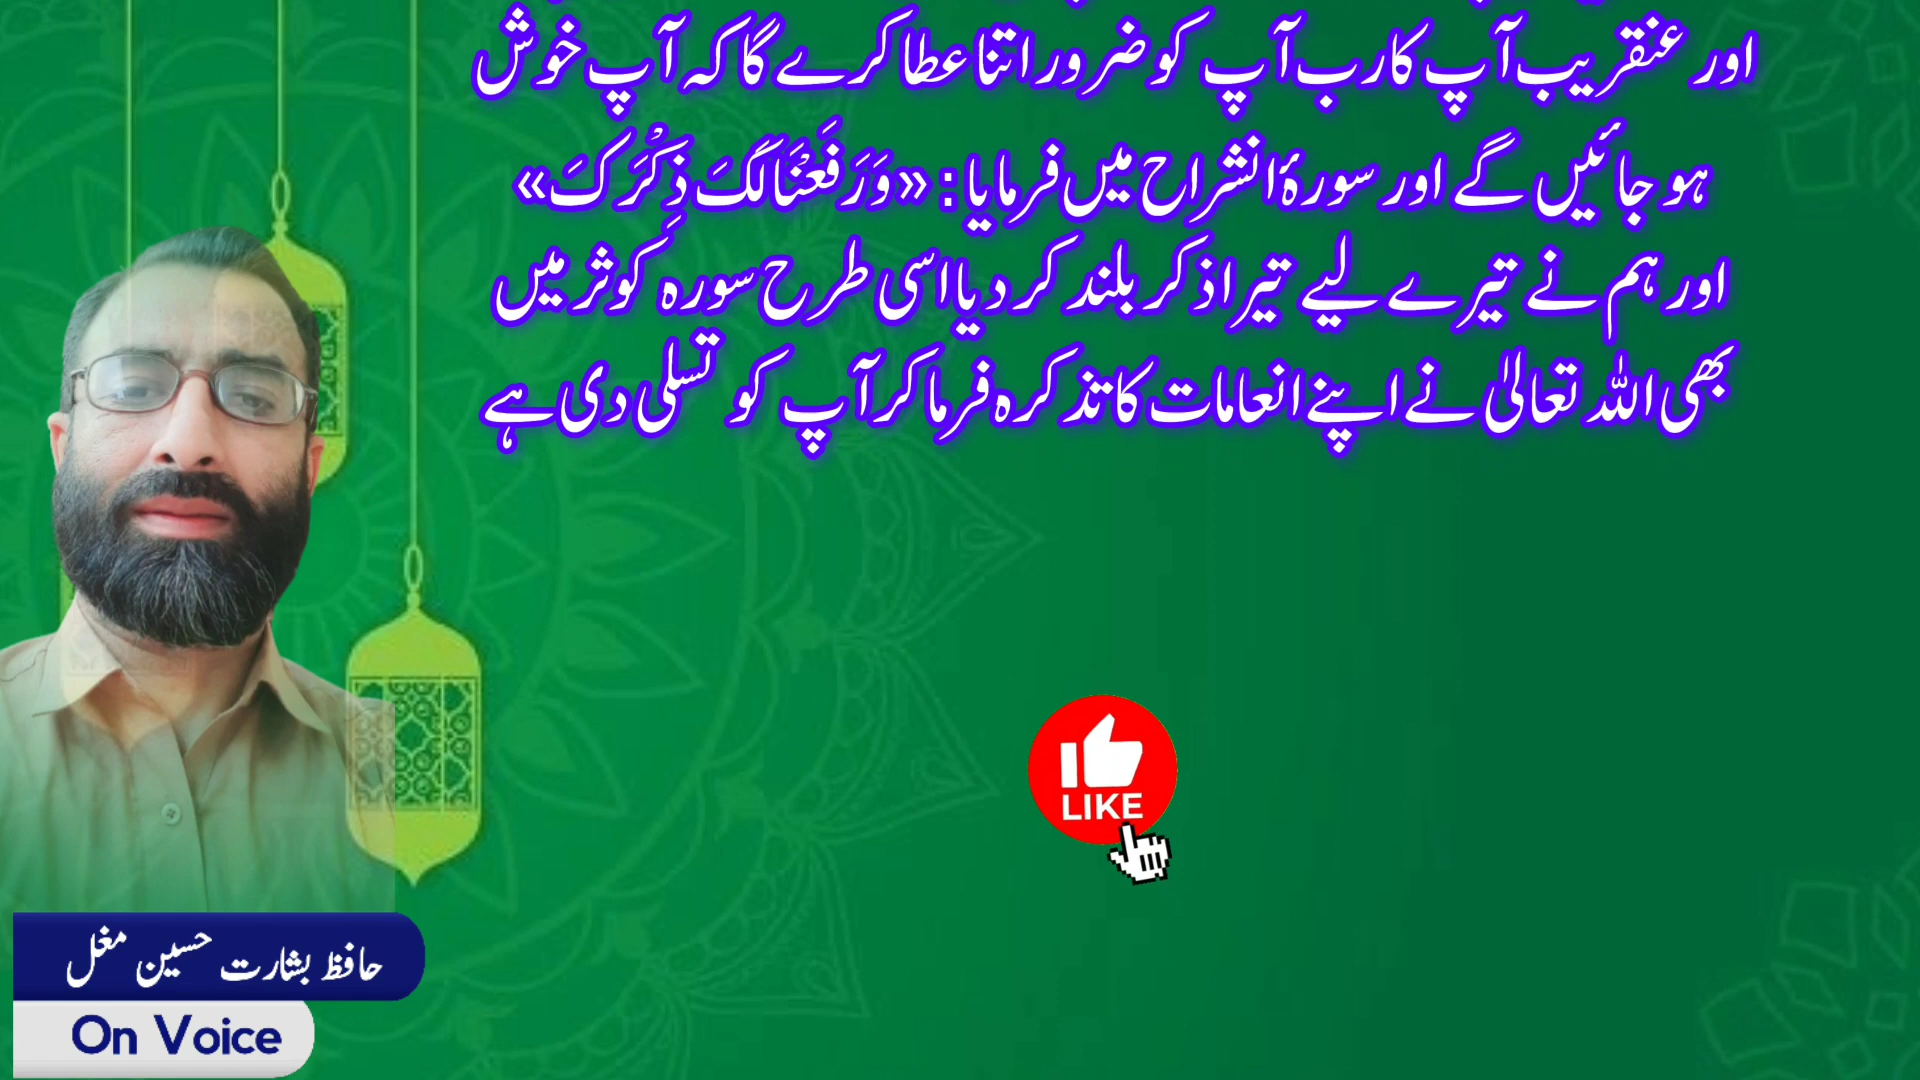 اور عنقریب آپ کا رب آپ کو ضرور اتنا عطا کرے گا کہ آپ خوش
ہو جائیں گے اور سورۂ انشراح میں فرمایا : «وَرَفَعْنَا لَكَ ذِكْرَكَ»
اور ہم نے تیرے لیے تیرا ذکر بلند کر دیا اسی طرح سورہ کوثر میں
بھی اللہ تعالیٰ نے اپنے انعامات کا تذکرہ فرما کر آپ کو تسلی دی ہے
LIKE
حافظ بشارت حسین مغل
On Voice